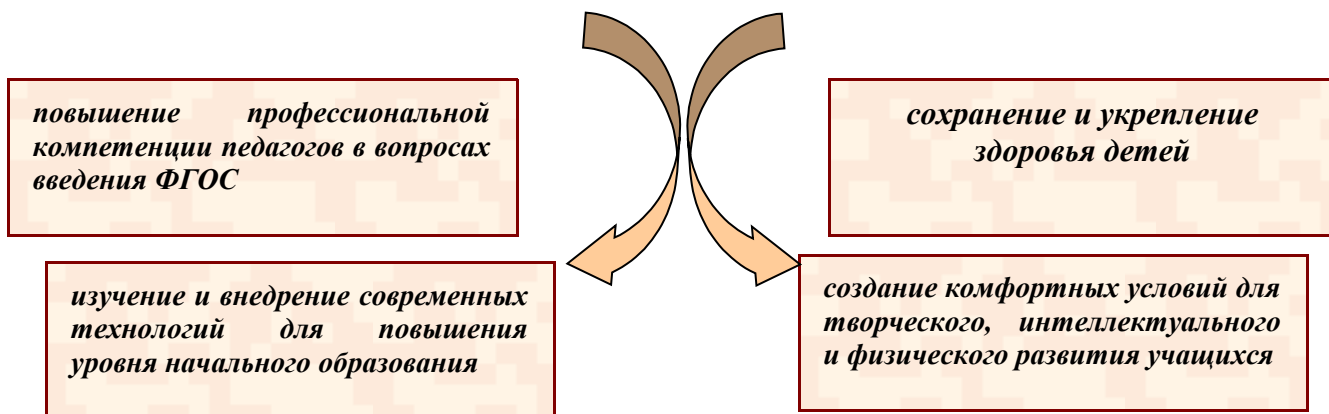 повышение профессиональной
компетенции педагогов в вопросах
введения ФГОС
сохранение и укрепление
здоровья детей
изучение и внедрение современных
технологий для повышения
уровня начального образования
создание комфортных условий для
творческого, интеллектуального
и физического развития учащихся